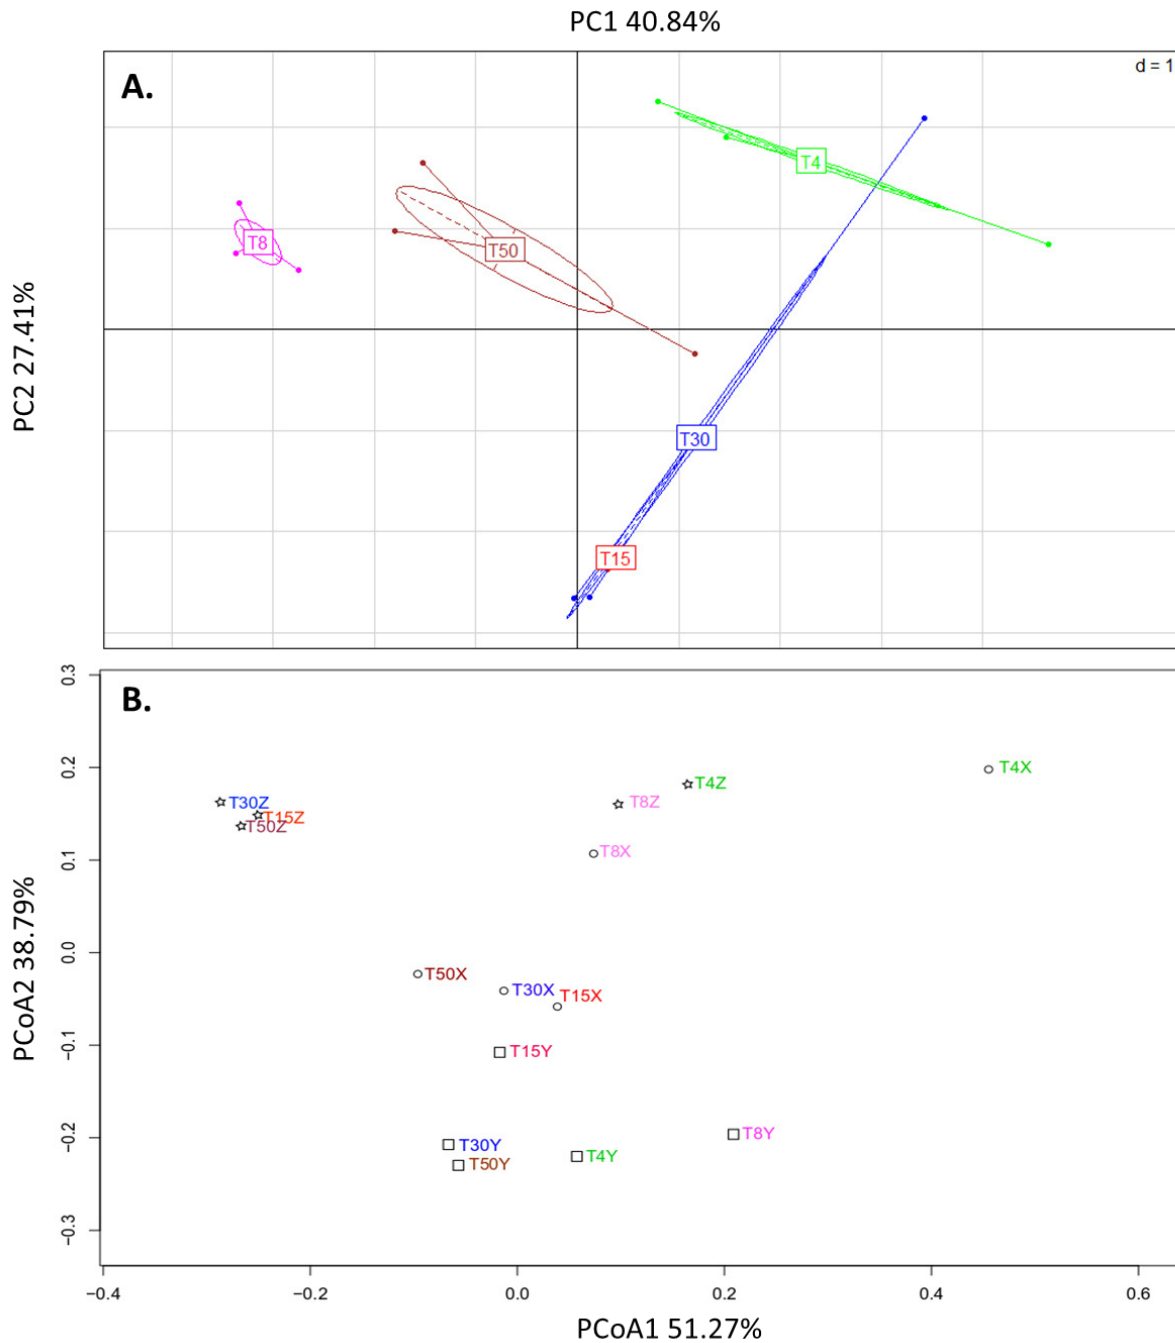 PC1 40.84%
A.
d = 1
T4
T8
T50
PC2 27.41%
T30
T15
B.
0.3
0.2
0.1
0.0
−0.1
−0.2
−0.3
PCoA2 38.79%
T4X
T4Z
T8Z
T30Z
T15Z
T50Z
T8X
T50X
T30X
T15X
T15Y
T8Y
T30Y
T4Y
T50Y
−0.4 −0.2 0.0 0.2 0.4 0.6
PCoA1 51.27%